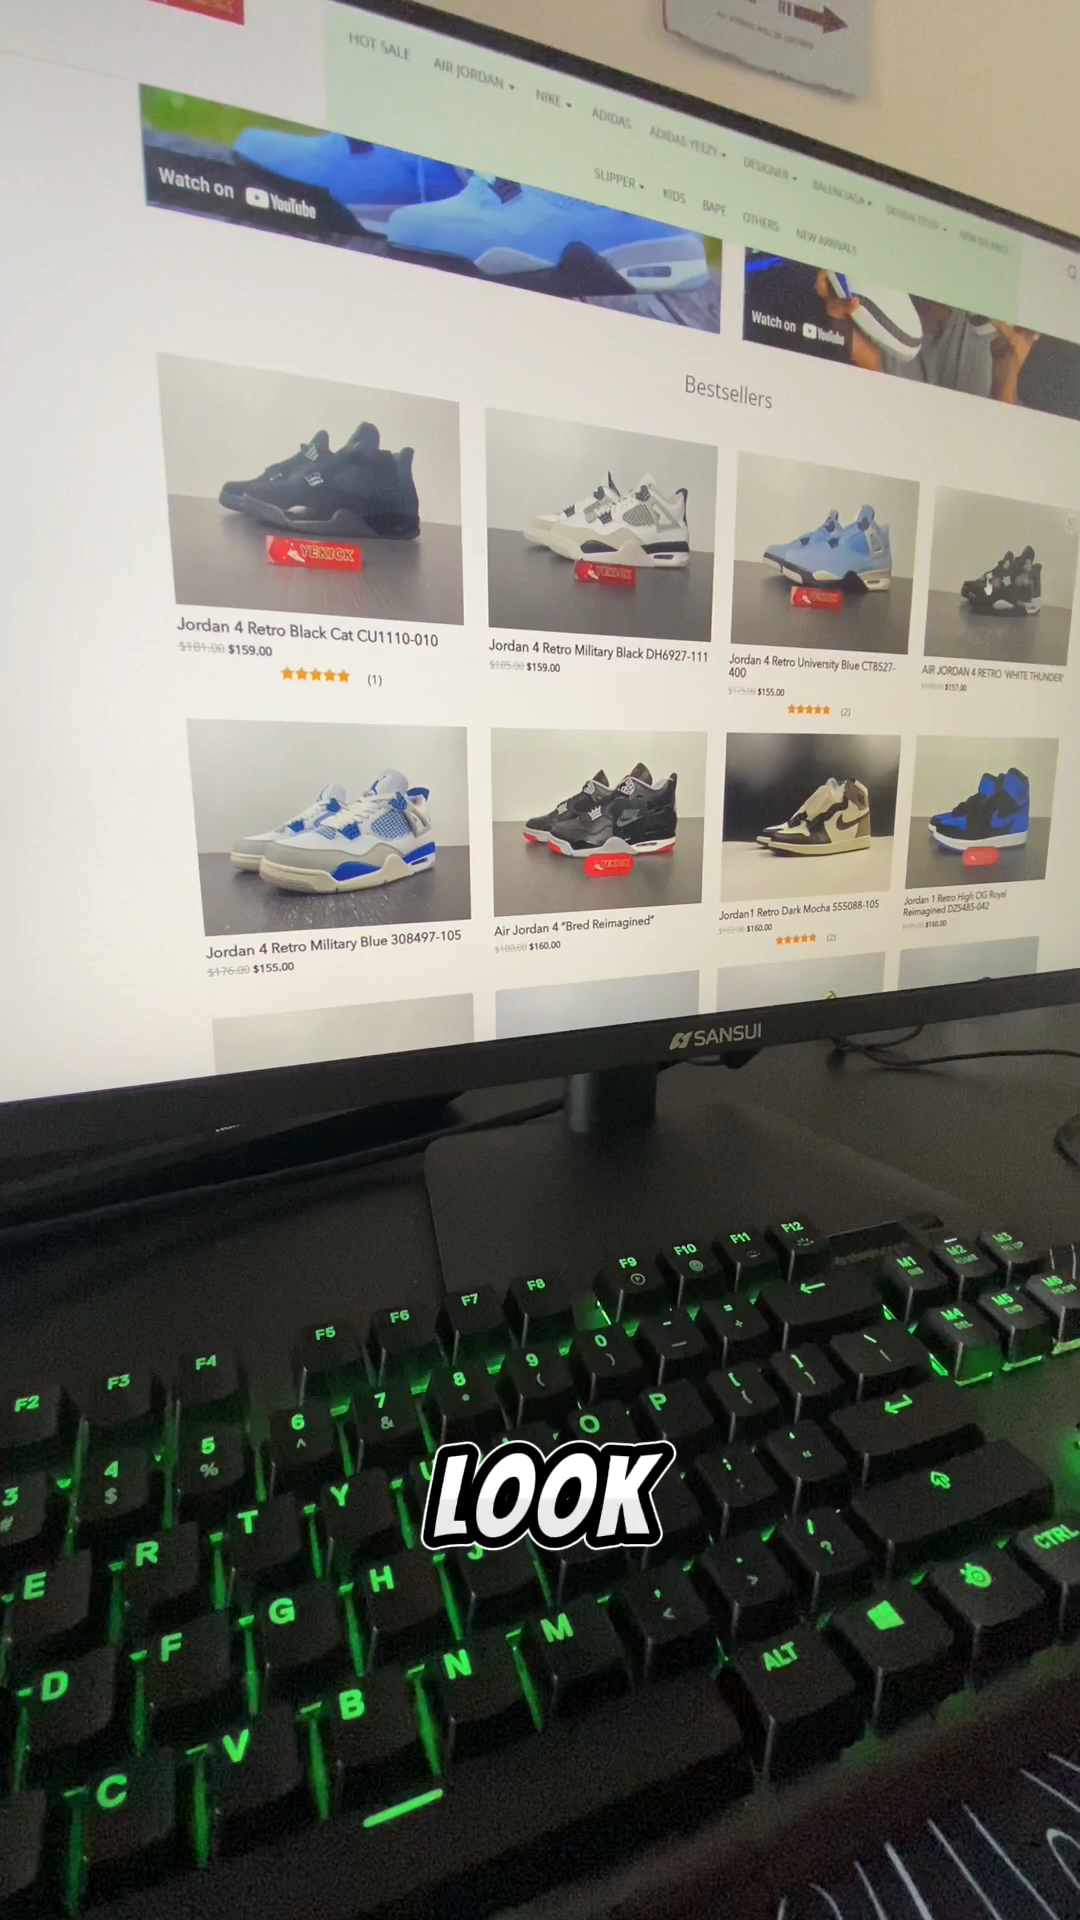 HOT SALE
AIR JORDAN
NIKE
ADIDAS
ADIDAS YEEZY
DESIGNER
BALENCIAGA
SLIPPER
KIDS
BAPE
OTHERS
NEW ARRIVALS
Watch on YouTube
Watch on YouTube
Bestsellers
YEKICK
YEKICK
YEKICK
Jordan 4 Retro Black Cat CU1110-010
$181.00 $159.00
(1)
Jordan 4 Retro Military Black DH6927-111
$185.00 $159.00
Jordan 4 Retro University Blue CT8527-
400
$175.00 $155.00
(2)
AIR JORDAN 4 RETRO 'WHITE THUNDER'
$157.00
YEKICK
Jordan 4 Retro Military Blue 308497-105
$176.00 $155.00
Air Jordan 4 “Bred Reimagined”
$180.00 $160.00
Jordan1 Retro Dark Mocha 555088-105
$160.00
(2)
Jordan 1 Retro High OG Royal
Reimagined DZ5485-042
$160.00
SANSUI
F2 F3 F4 F5 F6 F7 F8 F9 F10 F11 F12
M1 M2 M3
M4 DEL M5 END M6
3 # 4 $ 5 % 6 ^ 7 & 8 * 9 ( 0 ) - _ = +
E R T Y U O P [ { ] } \ |
LOOK
D F G H J ; : ' "
C V B N M , < . > / ?
ALT CTRL